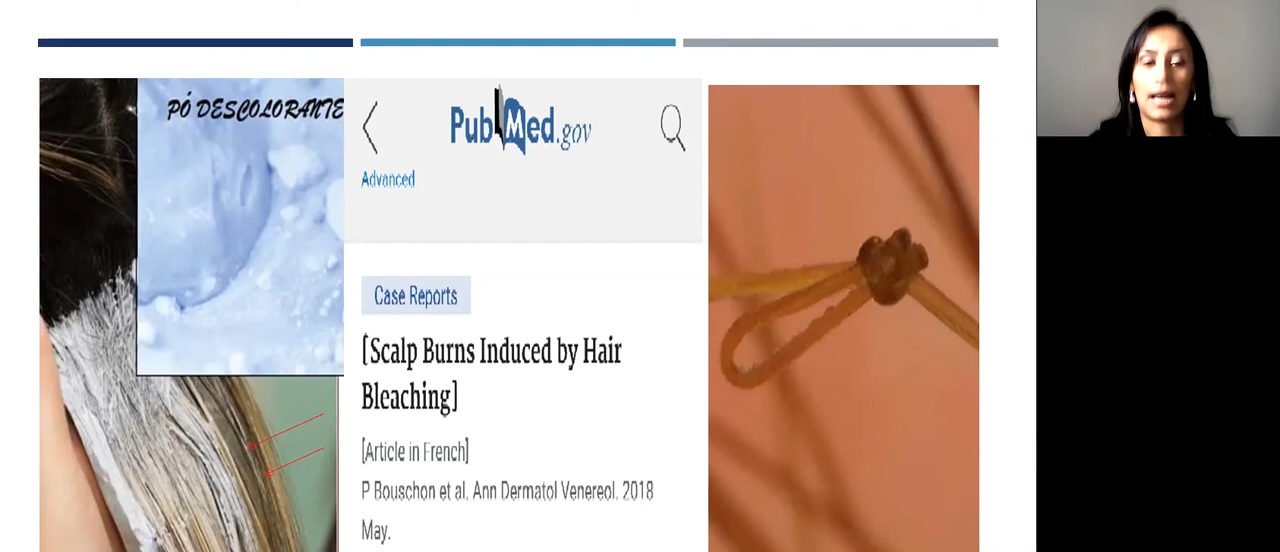 PÓ DESCOLORANTE
PubMed.gov
Advanced
Case Reports
[Scalp Burns Induced by Hair
Bleaching]
[Article in French]
P Bouschon et al. Ann Dermatol Venereol. 2018
May.